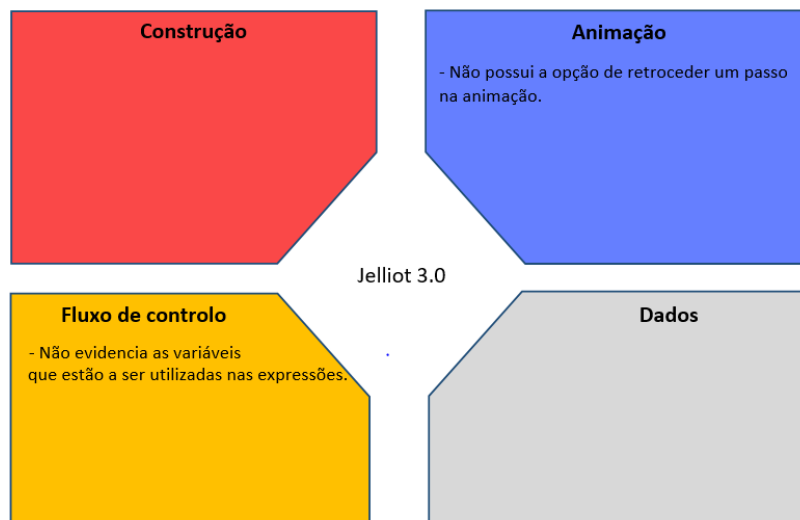 Construção
Animação
- Não possui a opção de retroceder um passo
na animação.
Jelliot 3.0
Fluxo de controlo
- Não evidencia as variáveis
que estão a ser utilizadas nas expressões.
Dados